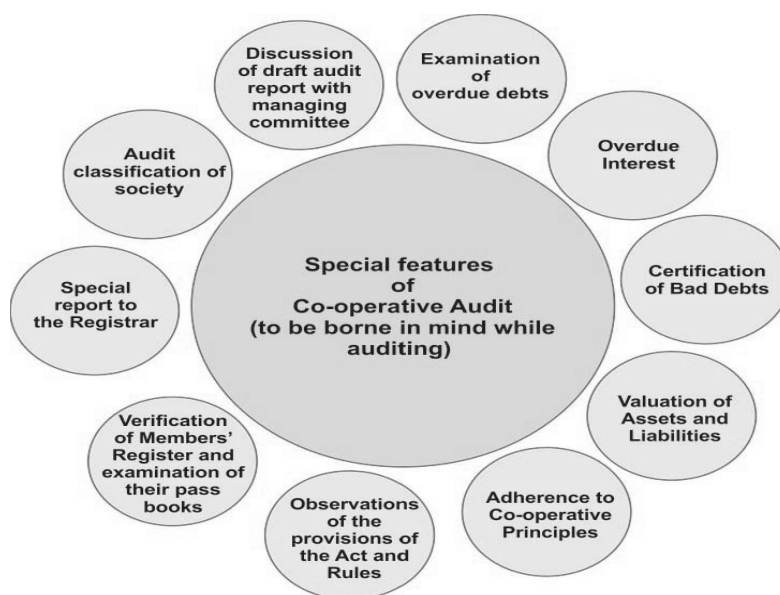 Special features
of
Co-operative Audit
(to be borne in mind while
auditing)
Examination
of
overdue debts
Overdue
Interest
Certification
of Bad Debts
Valuation of
Assets and
Liabilities
Adherence to
Co-operative
Principles
Observations
of the
provisions of
the Act and
Rules
Verification
of Members'
Register and
examination of
their pass
books
Special
report to
the Registrar
Audit
classification of
society
Discussion
of draft audit
report with
managing
committee